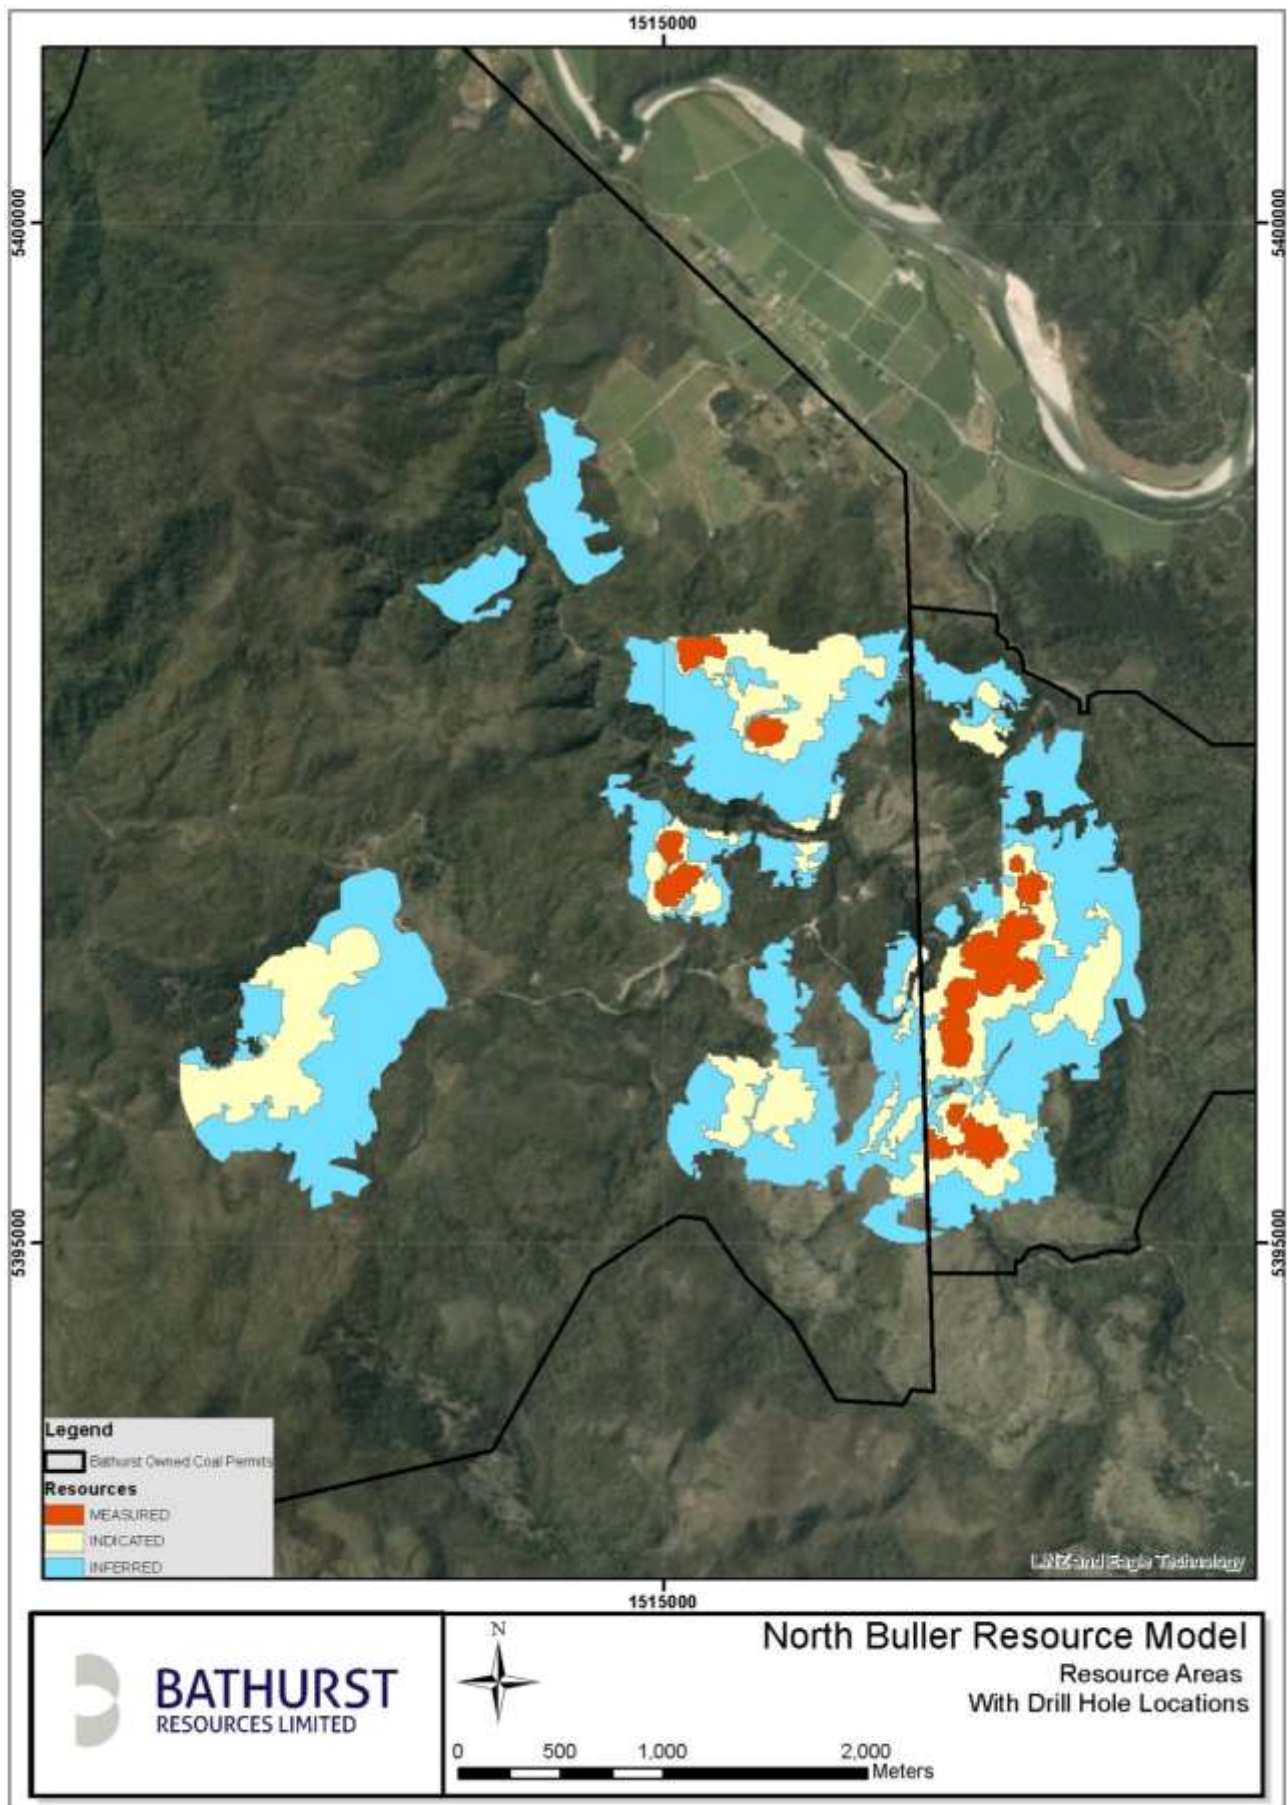 1515000
5400000
5400000
5395000
5395000
Legend
Bathurst Owned Coal Permits
Resources
MEASURED
INDICATED
INFERRED
LINZ and Eagle Technology
1515000
BATHURST
RESOURCES LIMITED
N
0 500 1,000 2,000
Meters
North Buller Resource Model
Resource Areas
With Drill Hole Locations